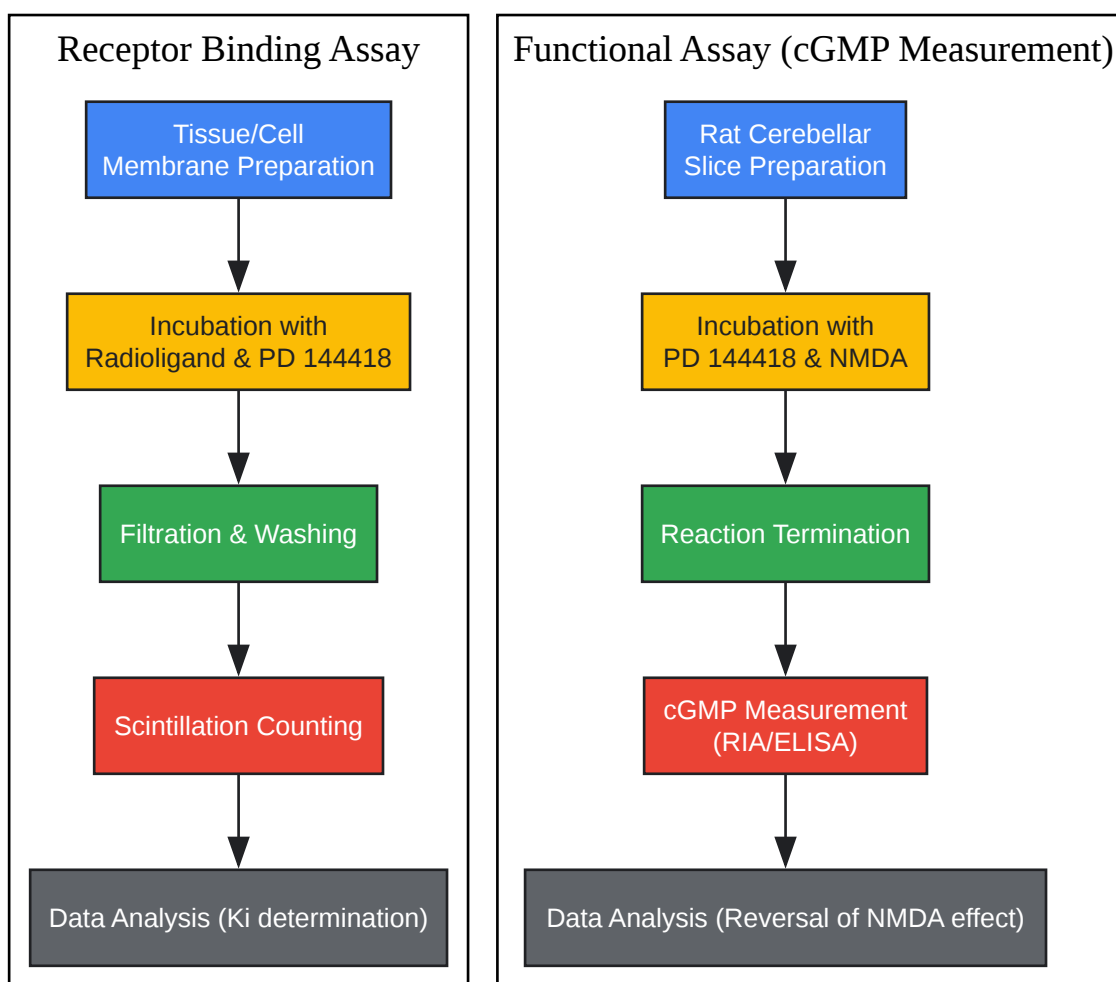 Receptor Binding Assay
Tissue/Cell
Membrane Preparation
Incubation with
Radioligand & PD 144418
Filtration & Washing
Scintillation Counting
Data Analysis (Ki determination)
Functional Assay (cGMP Measurement)
Rat Cerebellar
Slice Preparation
Incubation with
PD 144418 & NMDA
Reaction Termination
cGMP Measurement
(RIA/ELISA)
Data Analysis (Reversal of NMDA effect)